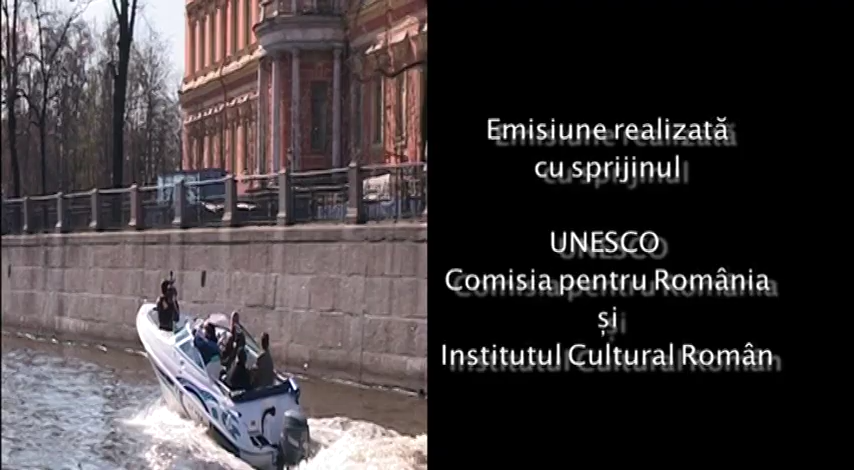 Emisiune realizată
cu sprijinul
UNESCO
Comisia pentru România
și
Institutul Cultural Român